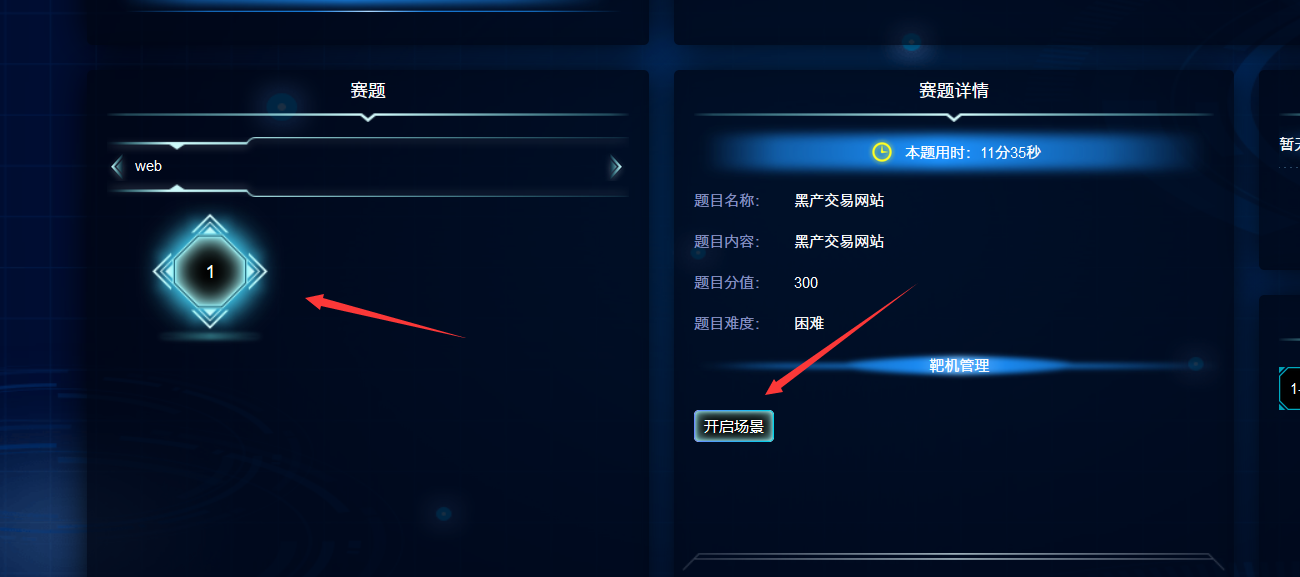 赛题
web
1
赛题详情
本题用时：11分35秒
题目名称： 黑产交易网站
题目内容： 黑产交易网站
题目分值： 300
题目难度： 困难
靶机管理
开启场景
暂